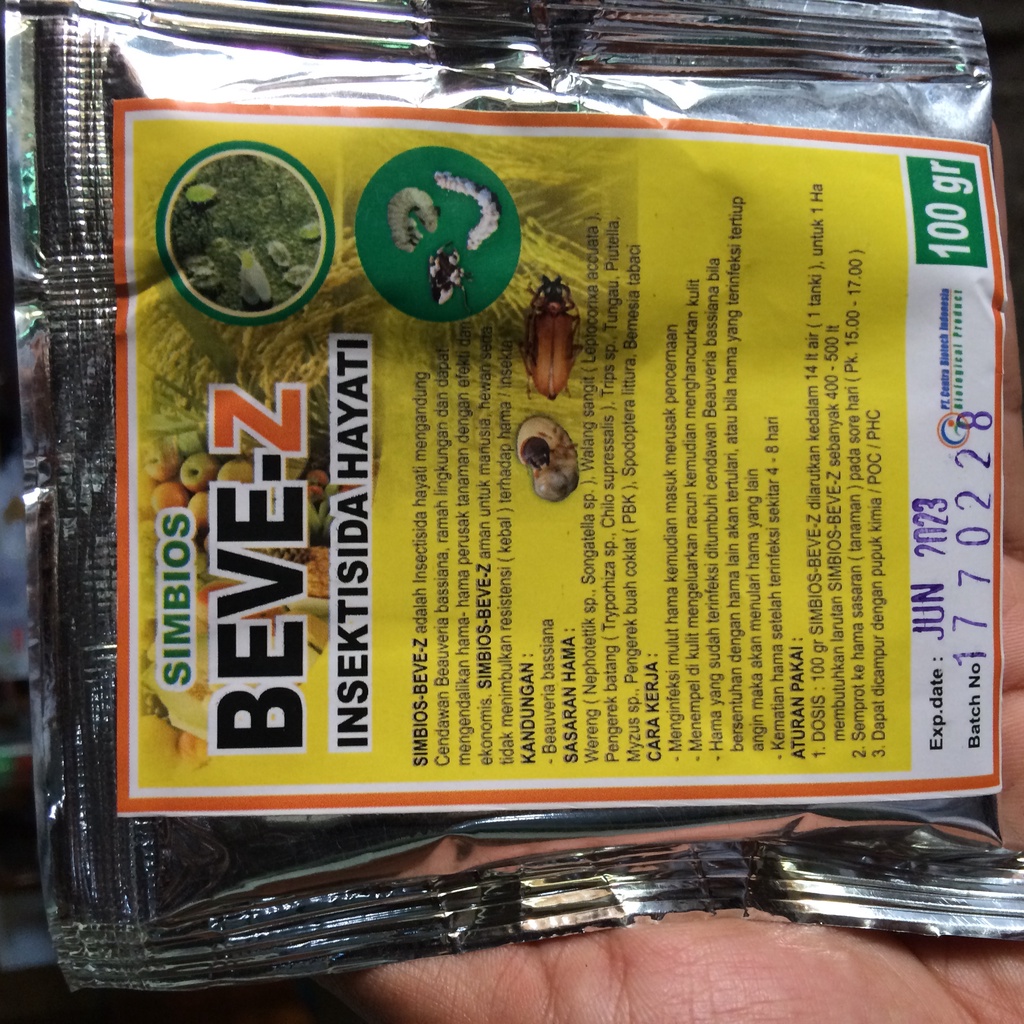 SIMBIOS
BEVE-Z
INSEKTISIDA HAYATI
SIMBIOS-BEVE-Z adalah Insectisida hayati mengandung
Cendawan Beauveria bassiana, ramah lingkungan dan dapat
mengendalikan hama- hama perusak tanaman dengan efektif dan
ekonomis. SIMBIOS-BEVE-Z aman untuk manusia, hewan serta
tidak menimbulkan resistensi ( kebal ) terhadap hama / insekta
KANDUNGAN :
- Beauveria bassiana
SASARAN HAMA :
Wereng ( Nephotettik sp., Songatella sp. ), Walang sangit ( Leptocorixa accuata ),
Pengerek batang ( Tryporhiza sp., Chilo supressalis ), Trips sp., Tungau, Plutella,
Myzus sp., Pengerek buah coklat ( PBK ), Spodoptera litura, Bemesia tabaci
CARA KERJA :
- Menginfeksi mulut hama kemudian masuk merusak pencernaan
- Menempel di kulit mengeluarkan racun kemudian menghancurkan kulit
- Hama yang sudah terinfeksi ditumbuhi cendawan Beauveria bassiana bila
bersentuhan dengan hama lain akan tertulari, atau bila hama yang terinfeksi tertiup
angin maka akan menulari hama yang lain
- Kematian hama setelah terinfeksi sekitar 4 - 8 hari
ATURAN PAKAI :
1. DOSIS : 100 gr SIMBIOS-BEVE-Z dilarutkan kedalam 14 lt air ( 1 tanki ), untuk 1 Ha
membutuhkan larutan SIMBIOS-BEVE-Z sebanyak 400 - 500 lt
2. Semprot ke hama sasaran ( tanaman ) pada sore hari ( Pk. 15.00 - 17.00 )
3. Dapat dicampur dengan pupuk kimia / POC / PHC
Exp.date : JUN 2023
Batch No 1770228
PT.Centra Biotech Indonesia
Biological Product
100 gr